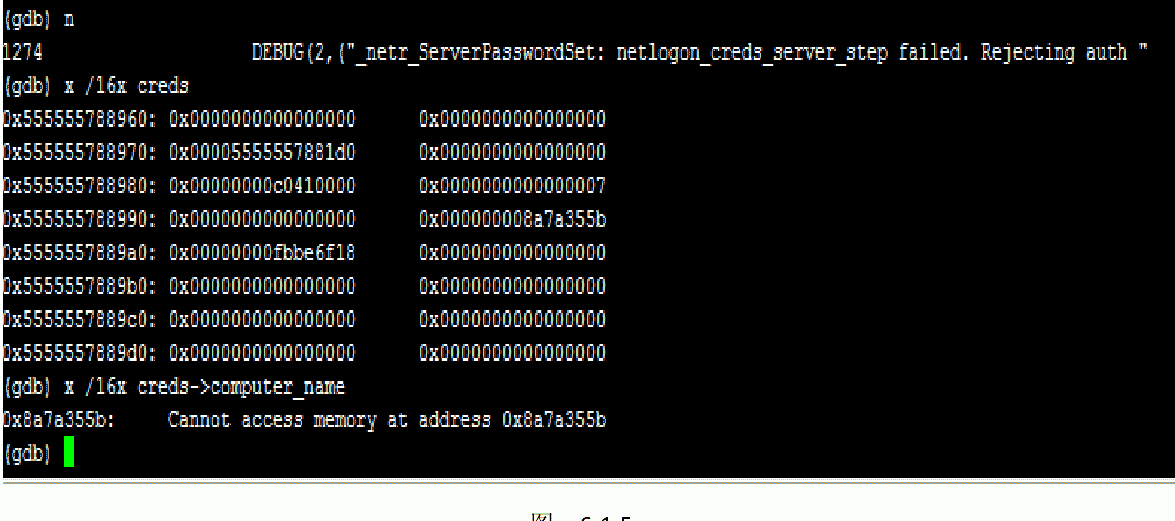 (gdb) n
1274 DEBUG(2,("_netr_ServerPasswordSet: netlogon_creds_server_step failed. Rejecting auth "
(gdb) x /16x creds
0x555555788960: 0x0000000000000000 0x0000000000000000
0x555555788970: 0x00005555557881d0 0x0000000000000000
0x555555788980: 0x00000000c0410000 0x0000000000000007
0x555555788990: 0x0000000000000000 0x000000008a7a355b
0x5555557889a0: 0x00000000fbbe6f18 0x0000000000000000
0x5555557889b0: 0x0000000000000000 0x0000000000000000
0x5555557889c0: 0x0000000000000000 0x0000000000000000
0x5555557889d0: 0x0000000000000000 0x0000000000000000
(gdb) x /16x creds->computer_name
0x8a7a355b: Cannot access memory at address 0x8a7a355b
(gdb)